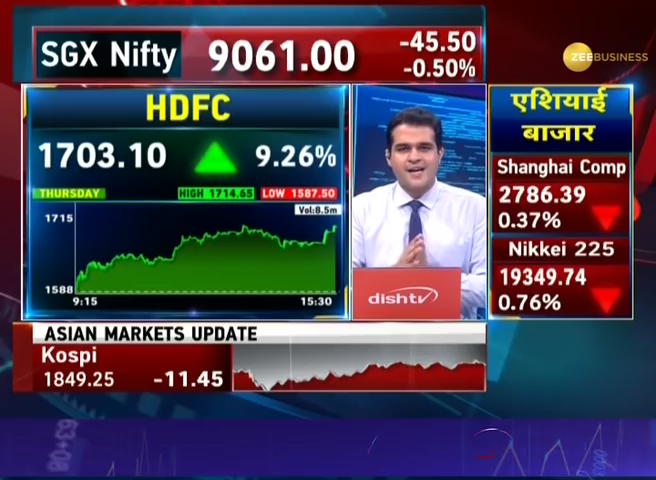 SGX Nifty 9061.00 -45.50
-0.50%
ZEEBUSINESS
HDFC
1703.10 9.26%
THURSDAY HIGH 1714.65 LOW 1587.50
Vol:8.5m
1715
1588
9:15 15:30
dishtv
एशियाई
बाजार
Shanghai Comp
2786.39
0.37%
Nikkei 225
19349.74
0.76%
ASIAN MARKETS UPDATE
Kospi
1849.25 -11.45